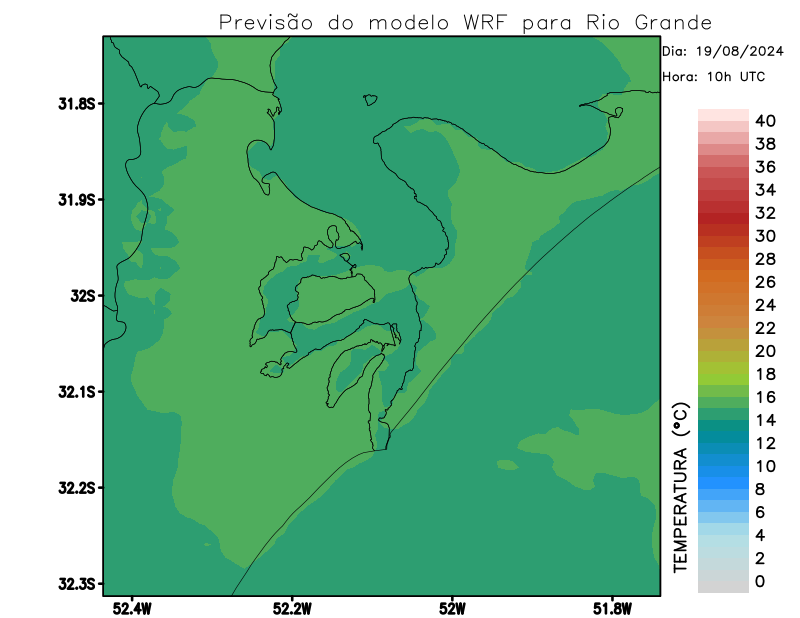 Previsão do modelo WRF para Rio Grande
Dia: 19/08/2024
Hora: 10h UTC
31.8S
31.9S
32S
32.1S
32.2S
32.3S
52.4W
52.2W
52W
51.8W
TEMPERATURA (°C)
40
38
36
34
32
30
28
26
24
22
20
18
16
14
12
10
8
6
4
2
0